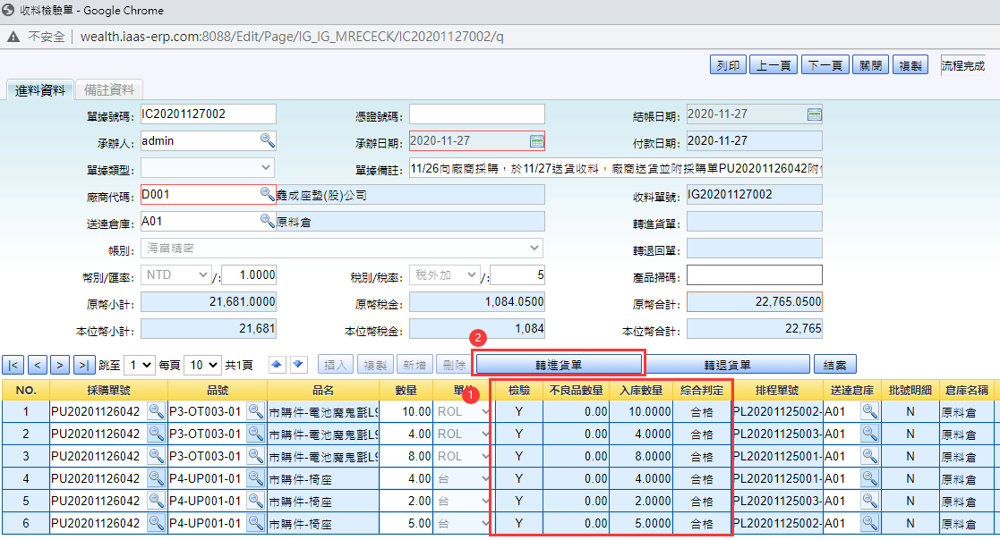 收料檢驗單 - Google Chrome
不安全 wealth.iaas-erp.com:8088/Edit/Page/IG_IG_MRECECK/IC20201127002/q
列印 上一頁 下一頁 關閉 複製 流程完成
進料資料 備註資料
單據號碼: IC20201127002 憑證號碼: 結帳日期: 2020-11-27
承辦人: admin 承辦日期: 2020-11-27 付款日期: 2020-11-27
單據類型: 單據備註: 11/26向廠商採購，於11/27送貨收料，廠商送貨並附採購單PU20201126042附
廠商代碼: D001 鑫成座墊(股)公司 收料單號: IG20201127002
送達倉庫: A01 原料倉 轉進貨單:
帳別: 海富精密 轉退回單:
幣別/匯率: NTD /: 1.0000 稅別/稅率: 稅外加 /: 5 產品掃碼:
原幣小計: 21,681.0000 原幣稅金: 1,084.0500 原幣合計: 22,765.0500
本位幣小計: 21,681 本位幣稅金: 1,084 本位幣合計: 22,765
2
|< < > >| 跳至 1 每頁 10 共1頁 插入 複製 新增 刪除 轉進貨單 轉退貨單 結案
1
NO. 採購單號 品號 品名 數量 單 檢驗 不良品數量 入庫數量 綜合判定 排程單號 送達倉庫 批號明細 倉庫名稱
1 PU20201126042 P3-OT003-01 市購件-電池魔鬼氈L9 10.00 ROL Y 0.00 10.0000 合格 PL20201125002- A01 N 原料倉
2 PU20201126042 P3-OT003-01 市購件-電池魔鬼氈L9 4.00 ROL Y 0.00 4.0000 合格 PL20201125003- A01 N 原料倉
3 PU20201126042 P3-OT003-01 市購件-電池魔鬼氈L9 8.00 ROL Y 0.00 8.0000 合格 PL20201125001- A01 N 原料倉
4 PU20201126042 P4-UP001-01 市購件-椅座 4.00 台 Y 0.00 4.0000 合格 PL20201125001- A01 N 原料倉
5 PU20201126042 P4-UP001-01 市購件-椅座 2.00 台 Y 0.00 2.0000 合格 PL20201125003- A01 N 原料倉
6 PU20201126042 P4-UP001-01 市購件-椅座 5.00 台 Y 0.00 5.0000 合格 PL20201125002- A01 N 原料倉